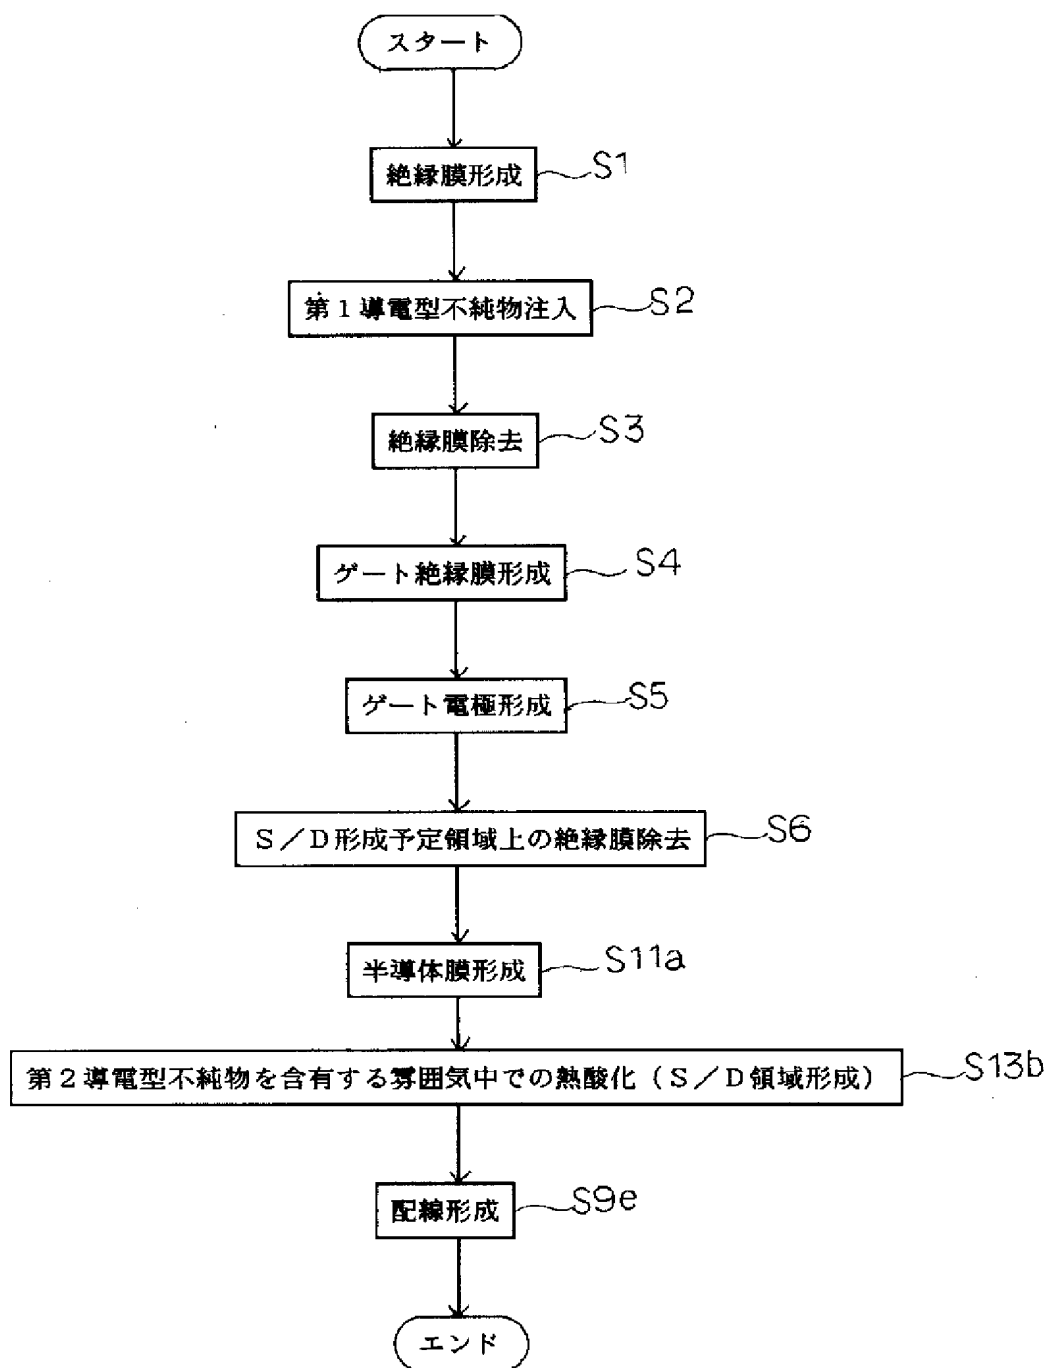 スタート
絶縁膜形成 S1
第1導電型不純物注入 S2
絶縁膜除去 S3
ゲート絶縁膜形成 S4
ゲート電極形成 S5
S/D形成予定領域上の絶縁膜除去 S6
半導体膜形成 S11a
第2導電型不純物を含有する雰囲気中での熱酸化(S/D領域形成) S13b
配線形成 S9e
エンド